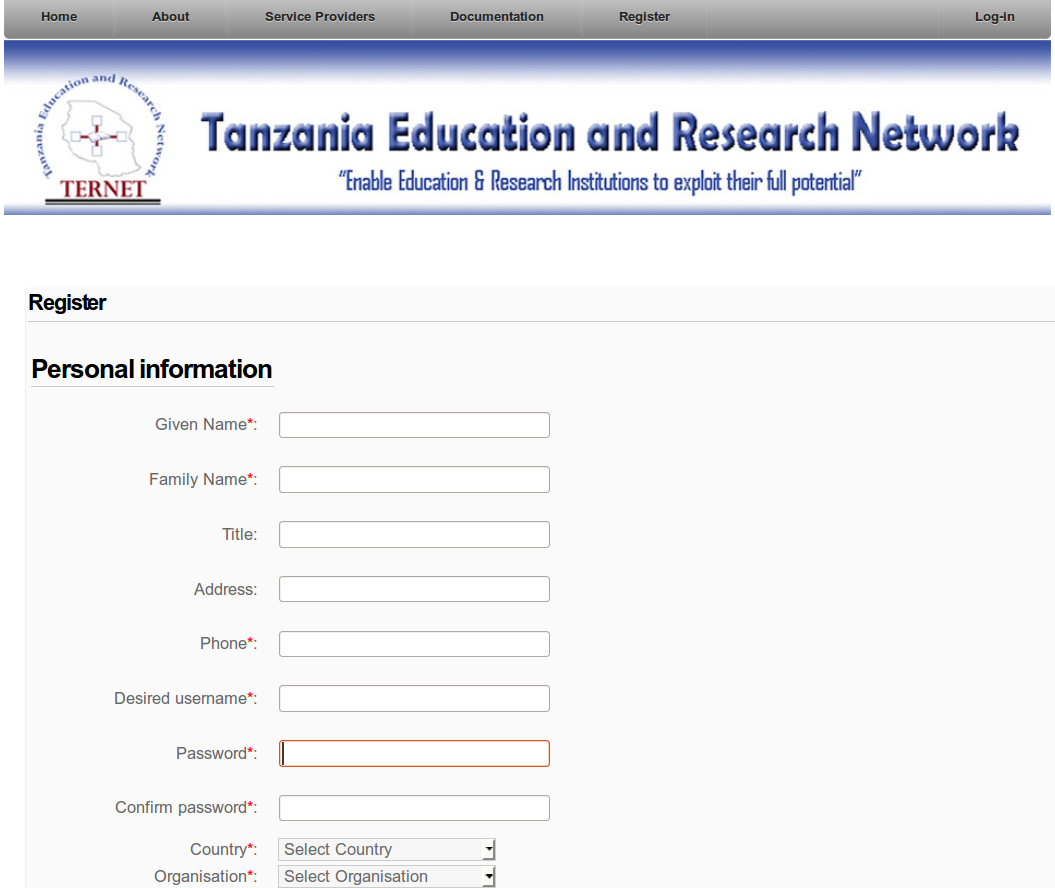 Home About Service Providers Documentation Register Log-in
Tanzania Education and Research Network
TERNET
Tanzania Education and Research Network
“Enable Education & Research Institutions to exploit their full potential”
Register
Personal information
Given Name*:
Family Name*:
Title:
Address:
Phone*:
Desired username*:
Password*:
Confirm password*:
Country*: Select Country
Organisation*: Select Organisation